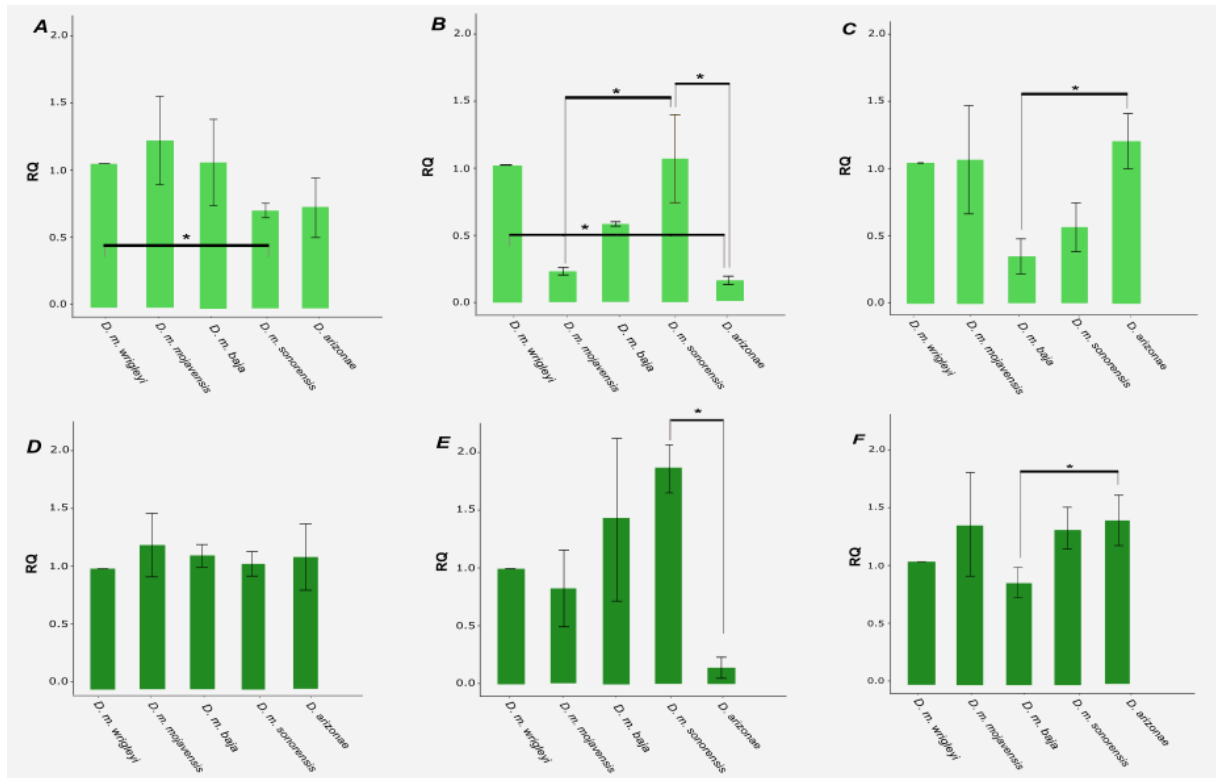 A
2.0
1.5
1.0
0.5
0.0
RQ
*
D. m. wrigleyi
D. m. mojavensis
D. m. baja
D. m. sonorensis
D. arizonae
B
2.0
1.5
1.0
0.5
0.0
RQ
*
*
*
D. m. wrigleyi
D. m. mojavensis
D. m. baja
D. m. sonorensis
D. arizonae
C
2.0
1.5
1.0
0.5
0.0
RQ
*
D. m. wrigleyi
D. m. mojavensis
D. m. baja
D. m. sonorensis
D. arizonae
D
2.0
1.5
1.0
0.5
0.0
RQ
D. m. wrigleyi
D. m. mojavensis
D. m. baja
D. m. sonorensis
D. arizonae
E
2.0
1.5
1.0
0.5
0.0
RQ
*
D. m. wrigleyi
D. m. mojavensis
D. m. baja
D. m. sonorensis
D. arizonae
F
2.0
1.5
1.0
0.5
0.0
RQ
*
D. m. wrigleyi
D. m. mojavensis
D. m. baja
D. m. sonorensis
D. arizonae